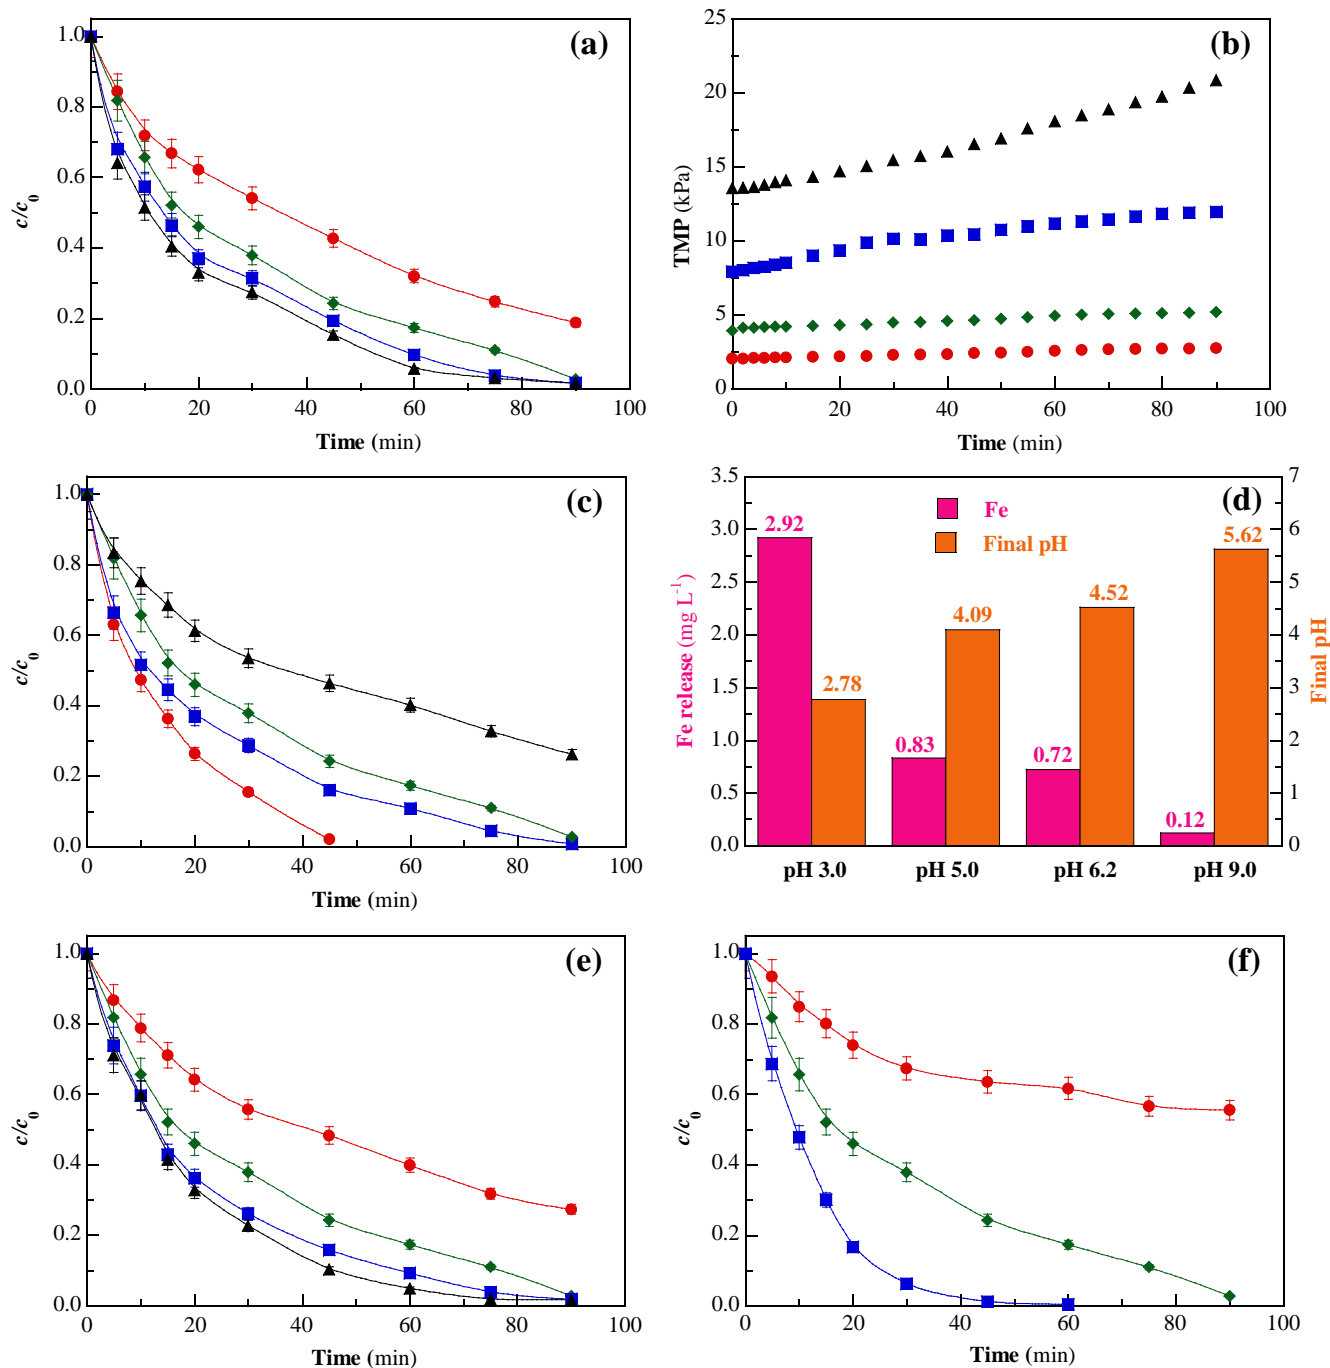 (a)
1.0
0.8
0.6
0.4
0.2
0.0
c/c0
0 20 40 60 80 100
Time (min)
(b)
25
20
15
10
5
0
TMP (kPa)
0 20 40 60 80 100
Time (min)
(c)
1.0
0.8
0.6
0.4
0.2
0.0
c/c0
0 20 40 60 80 100
Time (min)
(d)
Fe
Final pH
3.5
3.0
2.5
2.0
1.5
1.0
0.5
0.0
Fe release (mg L-1)
7
6
5
4
3
2
1
0
Final pH
2.92
2.78
0.83
4.09
0.72
4.52
0.12
5.62
pH 3.0 pH 5.0 pH 6.2 pH 9.0
(e)
1.0
0.8
0.6
0.4
0.2
0.0
c/c0
0 20 40 60 80 100
Time (min)
(f)
1.0
0.8
0.6
0.4
0.2
0.0
c/c0
0 20 40 60 80 100
Time (min)